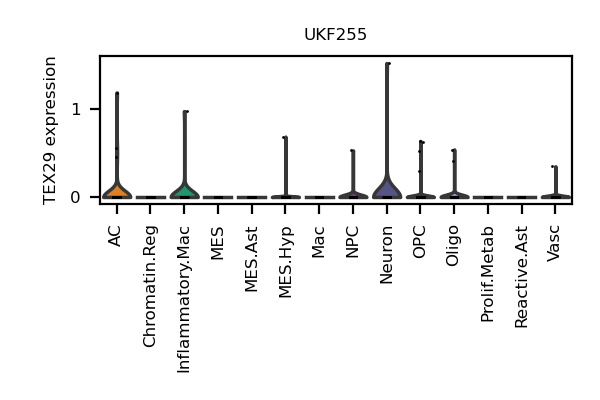 UKF255
TEX29 expression
1
0
AC
Chromatin.Reg
Inflammatory.Mac
MES
MES.Ast
MES.Hyp
Mac
NPC
Neuron
OPC
Oligo
Prolif.Metab
Reactive.Ast
Vasc